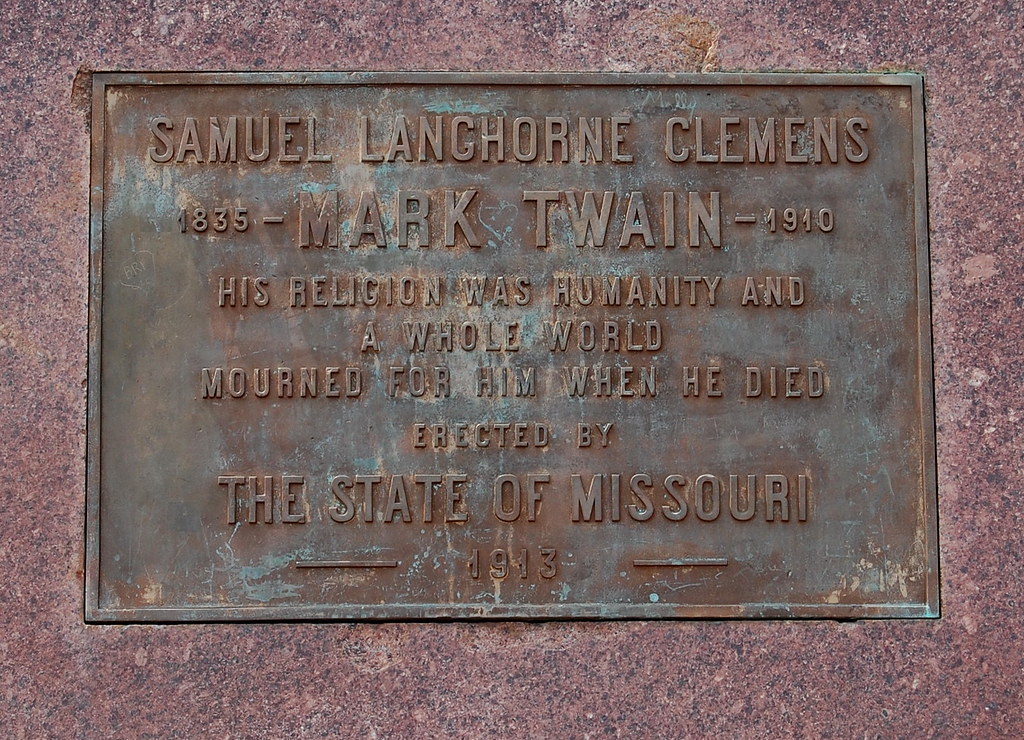 SAMUEL LANGHORNE CLEMENS
1835 – MARK TWAIN – 1910
HIS RELIGION WAS HUMANITY AND
A WHOLE WORLD
MOURNED FOR HIM WHEN HE DIED
ERECTED BY
THE STATE OF MISSOURI
1913